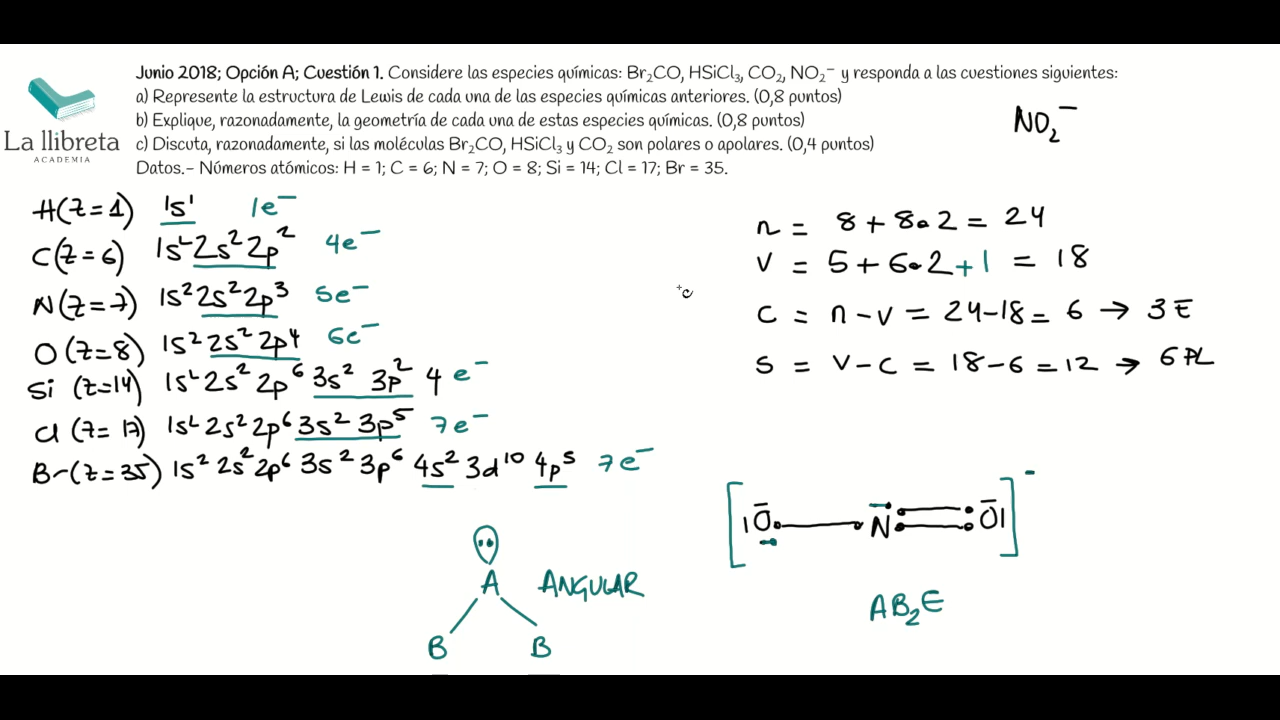 La llibreta
ACADEMIA
Junio 2018; Opción A; Cuestión 1. Considere las especies químicas: Br₂CO, HSiCl₃, CO₂, NO₂⁻ y responda a las cuestiones siguientes:
a) Represente la estructura de Lewis de cada una de las especies químicas anteriores. (0,8 puntos)
b) Explique, razonadamente, la geometría de cada una de estas especies químicas. (0,8 puntos)
c) Discuta, razonadamente, si las moléculas Br₂CO, HSiCl₃ y CO₂ son polares o apolares. (0,4 puntos)
Datos.- Números atómicos: H = 1; C = 6; N = 7; O = 8; Si = 14; Cl = 17; Br = 35.
NO₂⁻
H(Z=1) 1s¹ 1e⁻
C(Z=6) 1s²2s²2p² 4e⁻
N(Z=7) 1s²2s²2p³ 5e⁻
O(Z=8) 1s²2s²2p⁴ 6e⁻
Si (Z=14) 1s²2s²2p⁶3s²3p² 4e⁻
Cl (Z=17) 1s²2s²2p⁶3s²3p⁵ 7e⁻
Br(Z=35) 1s²2s²2p⁶3s²3p⁶4s²3d¹⁰4p⁵ 7e⁻
n = 8+8·2 = 24
V = 5+6·2+1 = 18
C = n-v = 24-18 = 6 → 3E
S = V-C = 18-6 = 12 → 6PL
[O N O]⁻
AB₂E
A
B B
ANGULAR